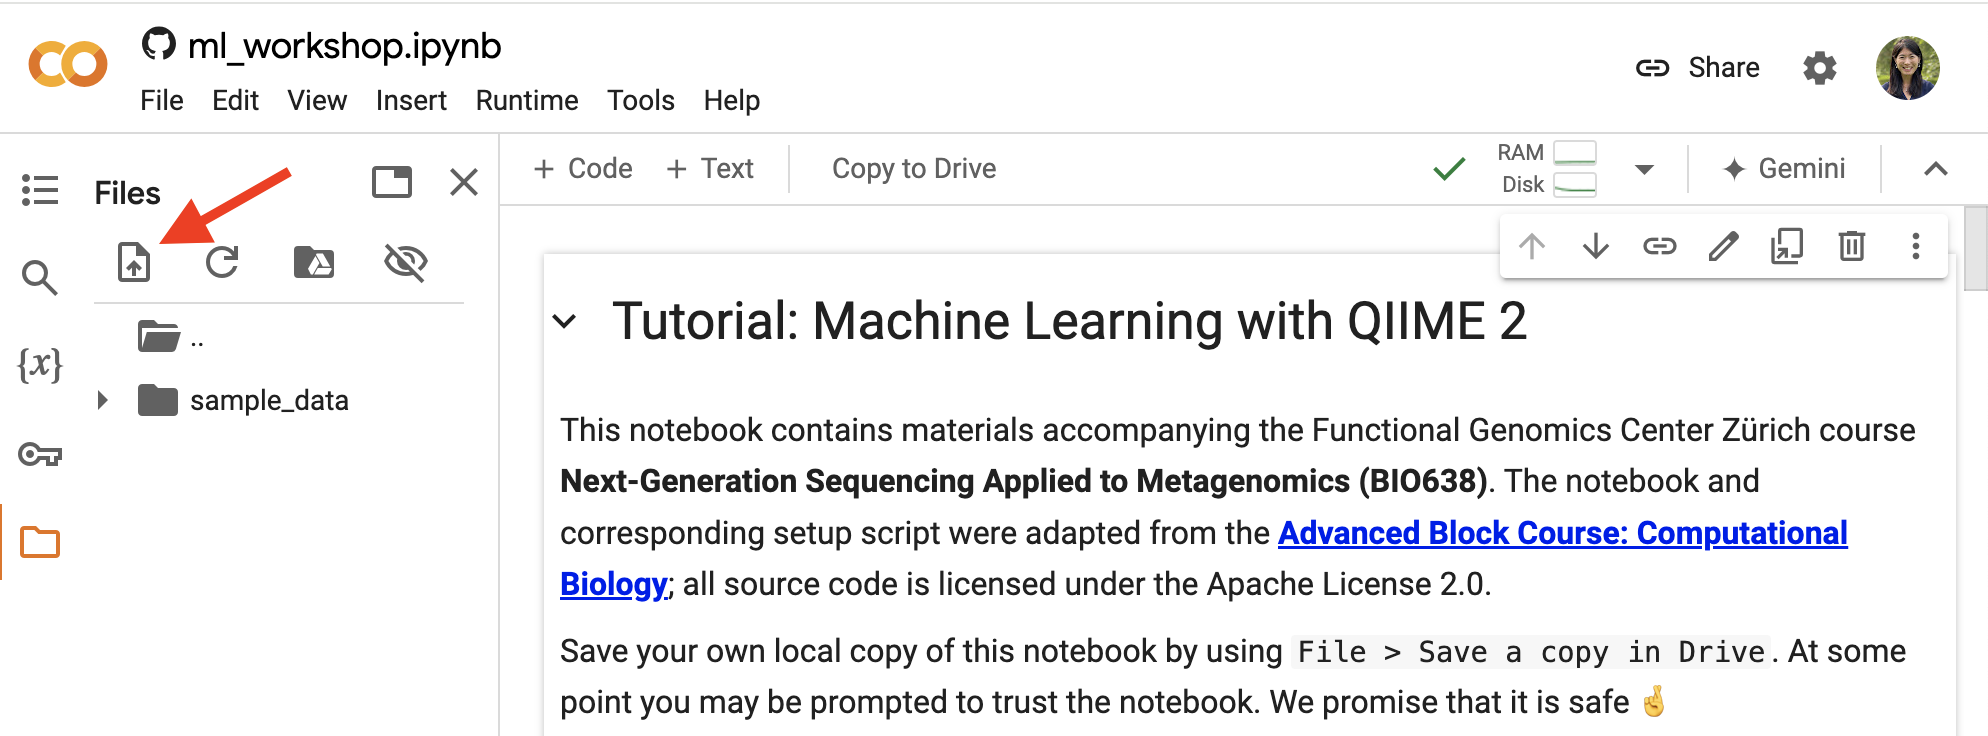 ml_workshop.ipynb
File Edit View Insert Runtime Tools Help
Share
Files
+ Code + Text Copy to Drive
RAM
Disk
Gemini
..
sample_data
{x}
Tutorial: Machine Learning with QIIME 2
This notebook contains materials accompanying the Functional Genomics Center Zürich course
Next-Generation Sequencing Applied to Metagenomics (BIO638). The notebook and
corresponding setup script were adapted from the Advanced Block Course: Computational
Biology; all source code is licensed under the Apache License 2.0.
Save your own local copy of this notebook by using File > Save a copy in Drive. At some
point you may be prompted to trust the notebook. We promise that it is safe 🤞